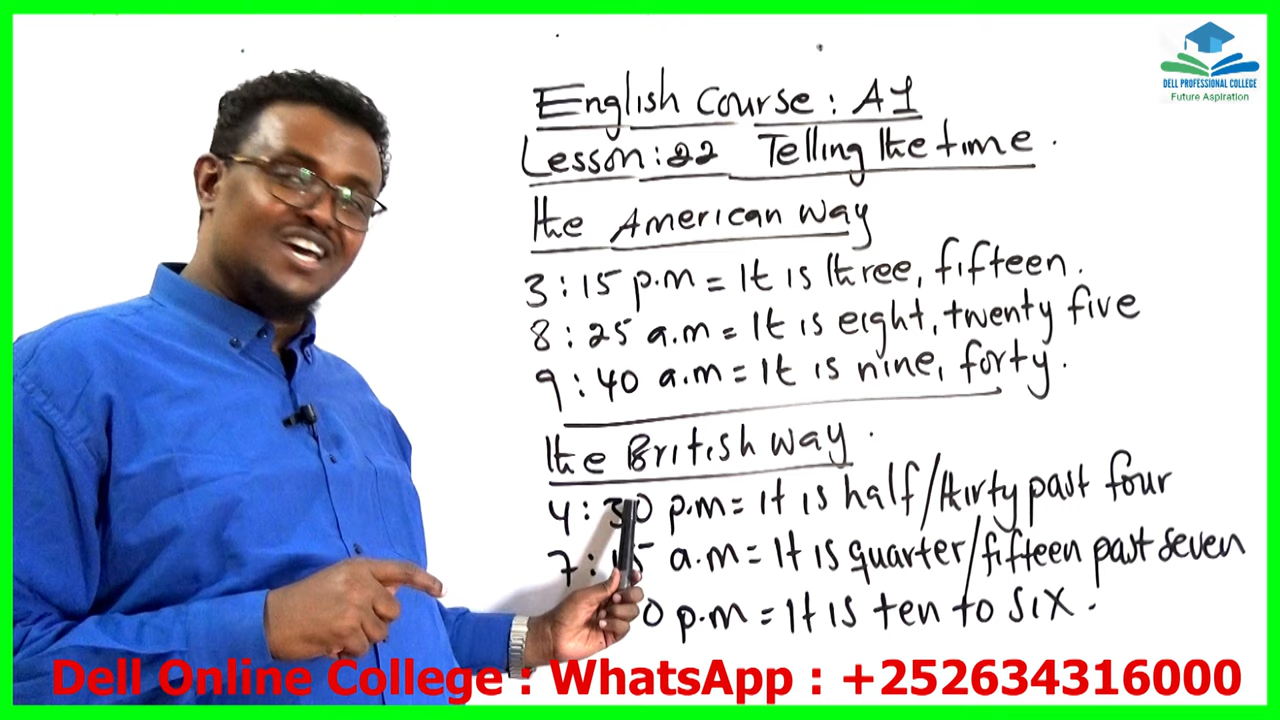 DELL PROFESSIONAL COLLEGE
Future Aspiration
English Course: A1
Lesson: 22 Telling the time.
the American way
3:15 p.m = It is three, fifteen.
8:25 a.m = It is eight, twenty five
9:40 a.m = It is nine, forty.
the British way.
4:30 p.m = It is half/thirty past four
7:15 a.m = It is quarter/fifteen past seven
0 p.m = It is ten to six.
Dell Online College : WhatsApp : +252634316000